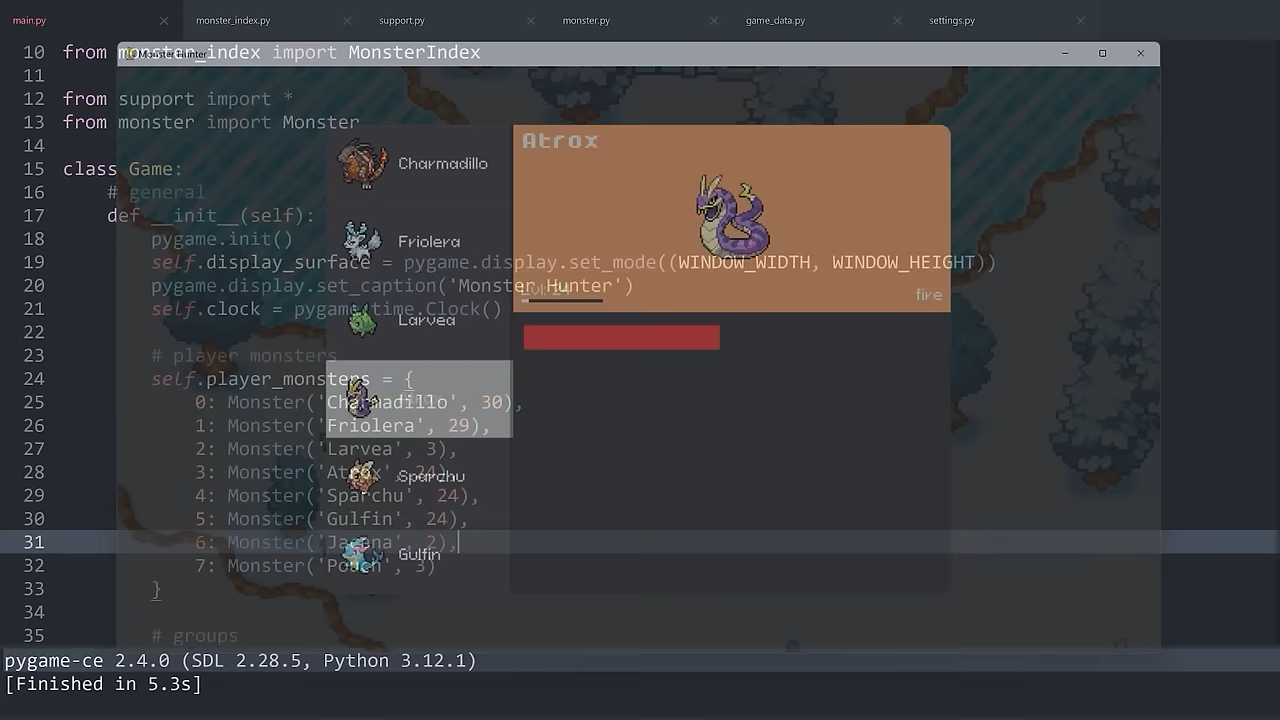 main.py monster_index.py support.py monster.py game_data.py settings.py
10 from monster_index import MonsterIndex
Monster Hunter
11
12 from support import *
13 from monster import Monster
14
15 class Game:
16 # general
17 def __init__(self):
18 pygame.init()
19 self.display_surface = pygame.display.set_mode((WINDOW_WIDTH, WINDOW_HEIGHT))
20 pygame.display.set_caption('Monster Hunter')
21 self.clock = pygame.time.Clock()
22
23 # player monsters
24 self.player_monsters = {
25 0: Monster('Charmadillo', 30),
26 1: Monster('Friolera', 29),
27 2: Monster('Larvea', 3),
28 3: Monster('Atrox', 24),
29 4: Monster('Sparchu', 24),
30 5: Monster('Gulfin', 24),
31 6: Monster('Jacana', 2),
32 7: Monster('Pouch', 3)
33 }
34
35 # groups
Charmadillo
Friolera
Larvea
Sparchu
Gulfin
Atrox
Lvl: 24
fire
pygame-ce 2.4.0 (SDL 2.28.5, Python 3.12.1)
[Finished in 5.3s]